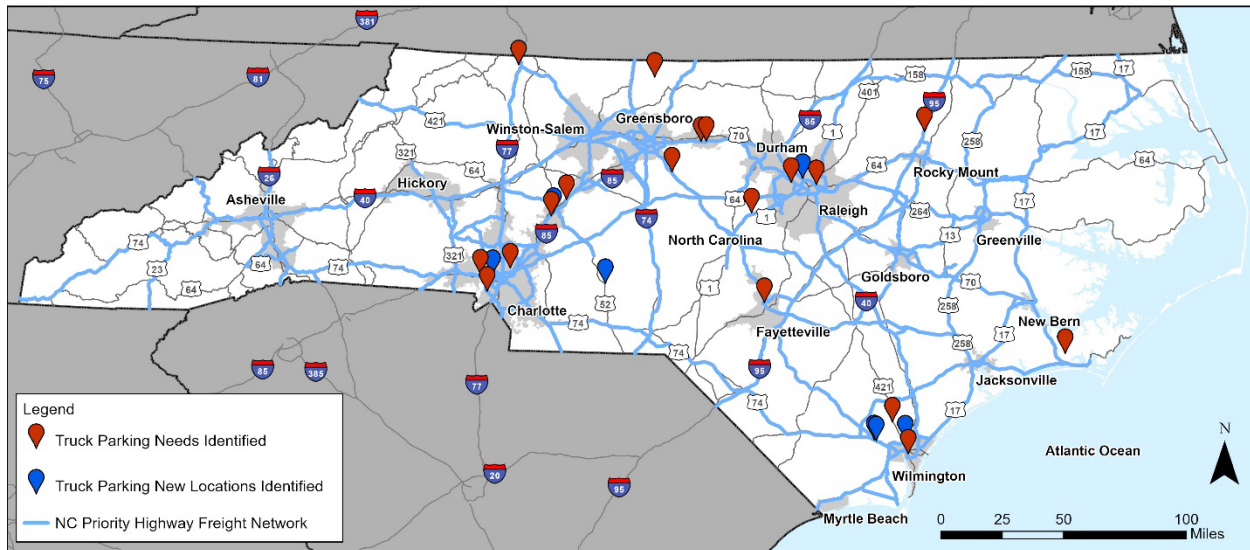 381
75
81
158
158
17
95
401
85
421
Greensboro
1
Winston-Salem
70
17
77
Durham
258
321
64
85
64
64
Rocky Mount
26
Hickory
Asheville
40
64
Raleigh
17
264
74
1
85
North Carolina
13
Greenville
74
321
Goldsboro
64
74
23
70
64
52
1
40
Charlotte
258
New Bern
74
Fayetteville
17
258
74
85
385
95
Jacksonville
77
421
74
17
Legend
Truck Parking Needs Identified
Truck Parking New Locations Identified
NC Priority Highway Freight Network
N
Atlantic Ocean
20
95
Wilmington
Myrtle Beach
0 25 50 100
Miles